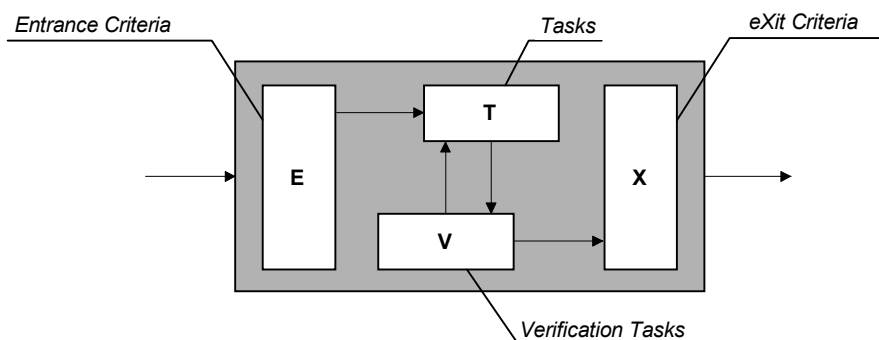 Entrance Criteria
Tasks
eXit Criteria
T
E
X
V
Verification Tasks